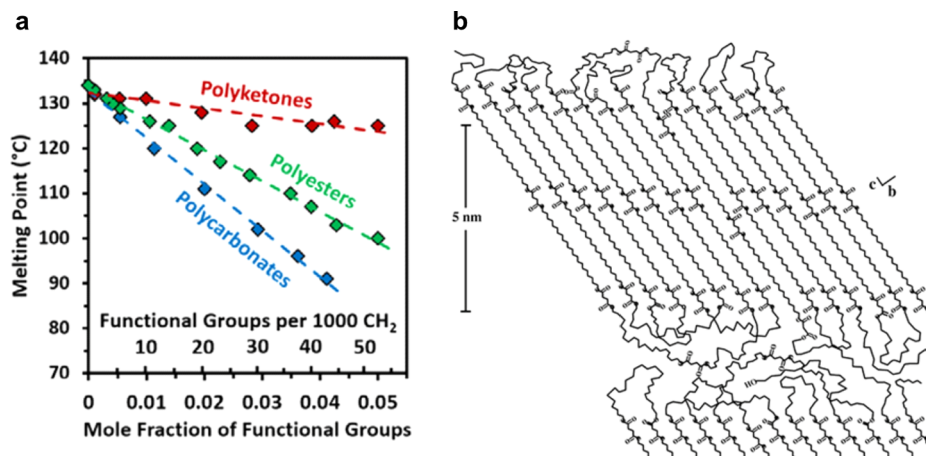 a
140
130
120
110
100
90
80
70
Melting Point (°C)
Polyketones
Polyesters
Polycarbonates
Functional Groups per 1000 CH2
10 20 30 40 50
0 0.01 0.02 0.03 0.04 0.05
Mole Fraction of Functional Groups
b
5 nm
c
b
HO